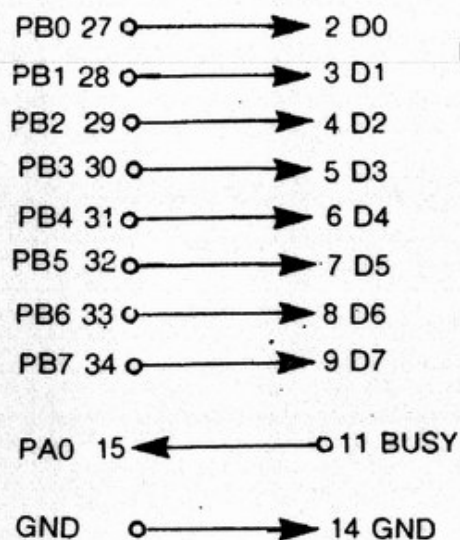 PB0 27 2 D0
PB1 28 3 D1
PB2 29 4 D2
PB3 30 5 D3
PB4 31 6 D4
PB5 32 7 D5
PB6 33 8 D6
PB7 34 9 D7
PA0 15 11 BUSY
GND 14 GND